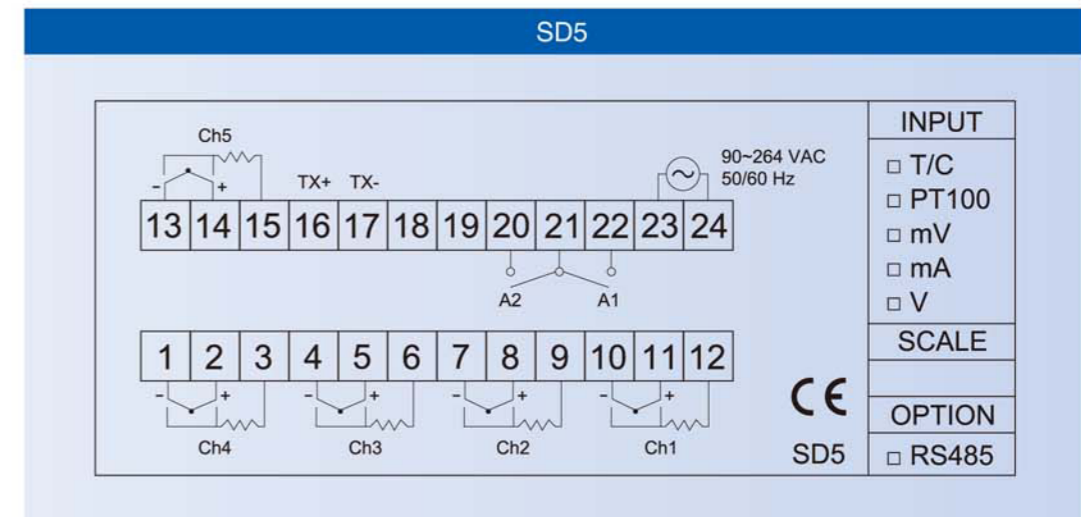 SD5
Ch5
90~264 VAC
50/60 Hz
- +
TX+ TX-
13 14 15 16 17 18 19 20 21 22 23 24
A2 A1
1 2 3 4 5 6 7 8 9 10 11 12
- + - + - + - +
Ch4 Ch3 Ch2 Ch1
CE
SD5
INPUT
□ T/C
□ PT100
□ mV
□ mA
□ V
SCALE
OPTION
□ RS485